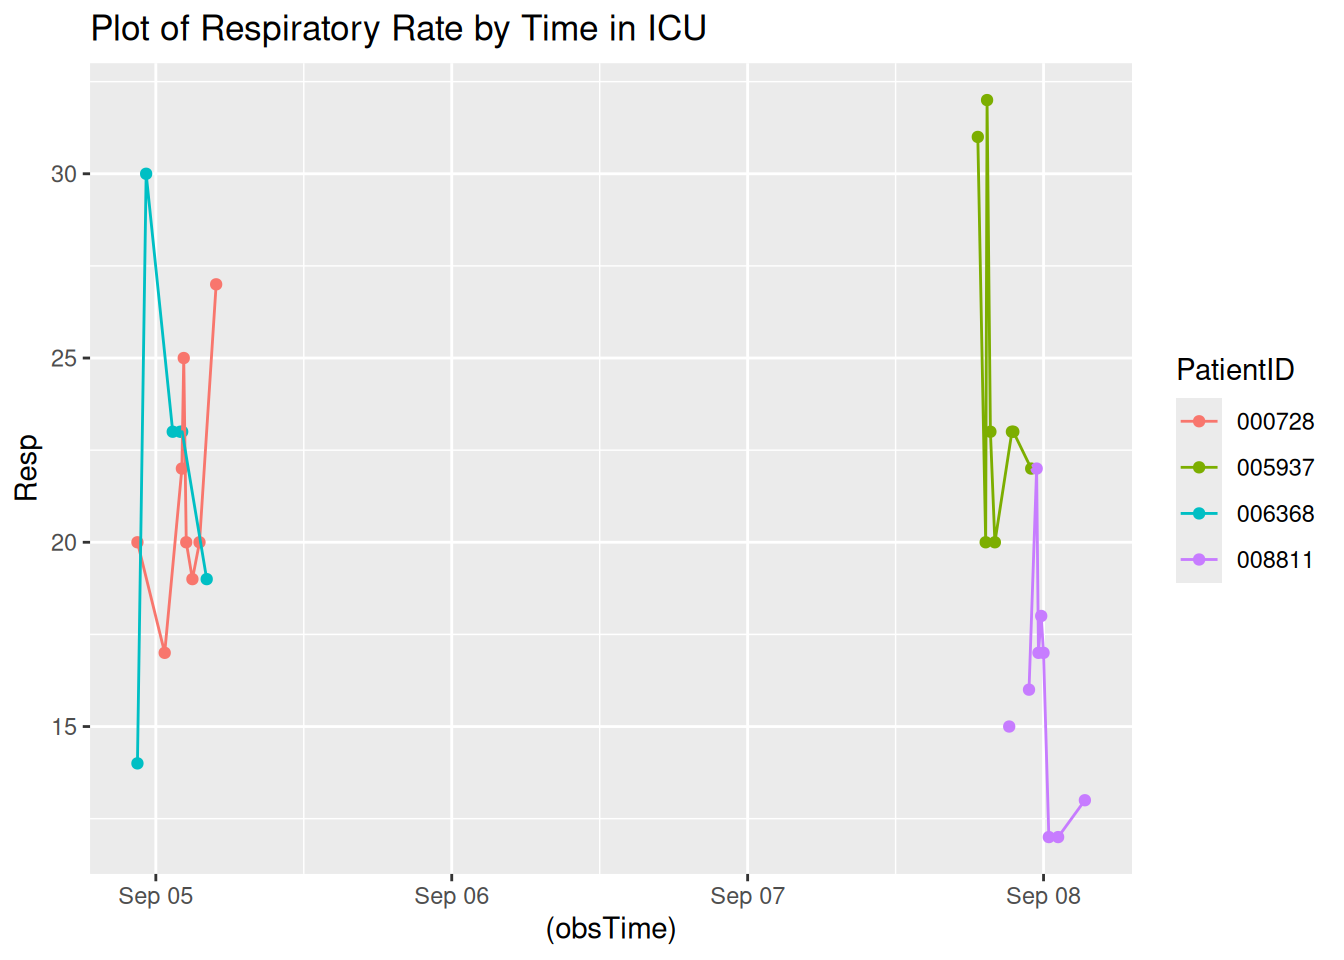 Plot of Respiratory Rate by Time in ICU
Resp
30
25
20
15
Sep 05 Sep 06 Sep 07 Sep 08
(obsTime)
PatientID
000728
005937
006368
008811